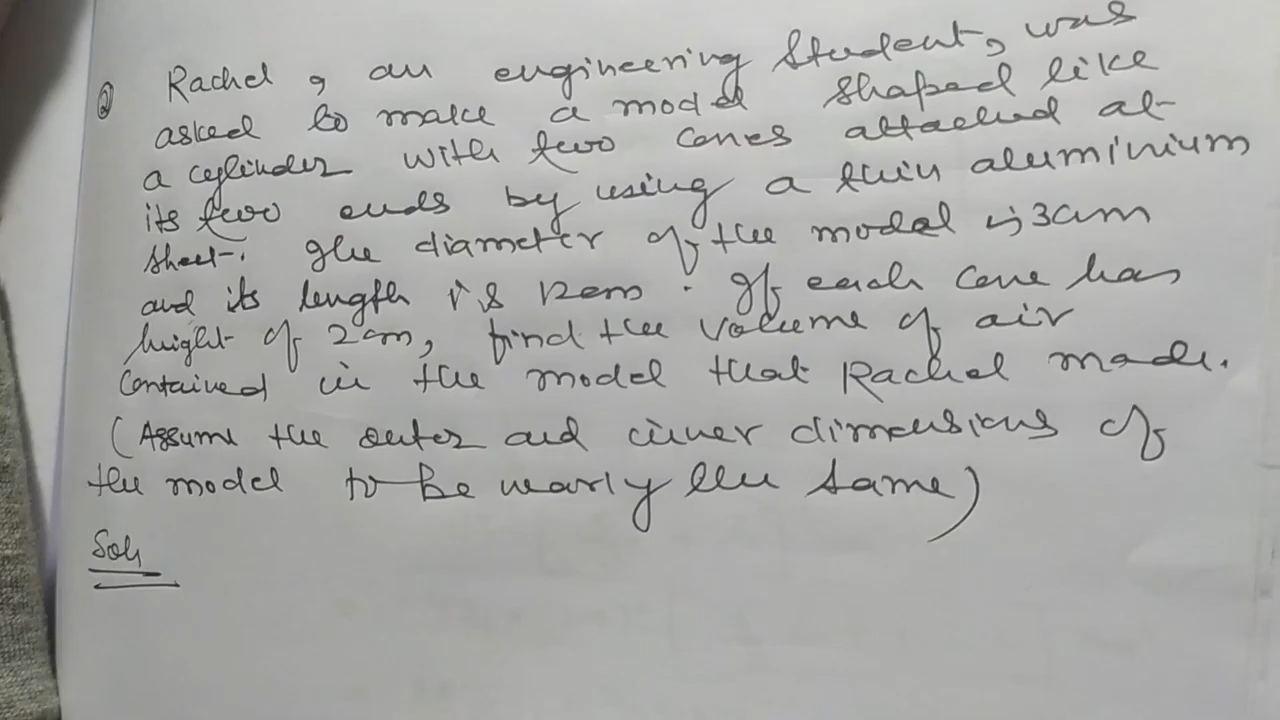 Q Rachel, an engineering student, was
asked to make a model shaped like
a cylinder with two cones attached at
its two ends by using a thin aluminium
sheet. The diameter of the model is 3cm
and its length is 12cm. If each cone has
height of 2cm, find the volume of air
contained in the model that Rachel made.
(Assume the outer and inner dimensions of
the model to be nearly the same)
Soln